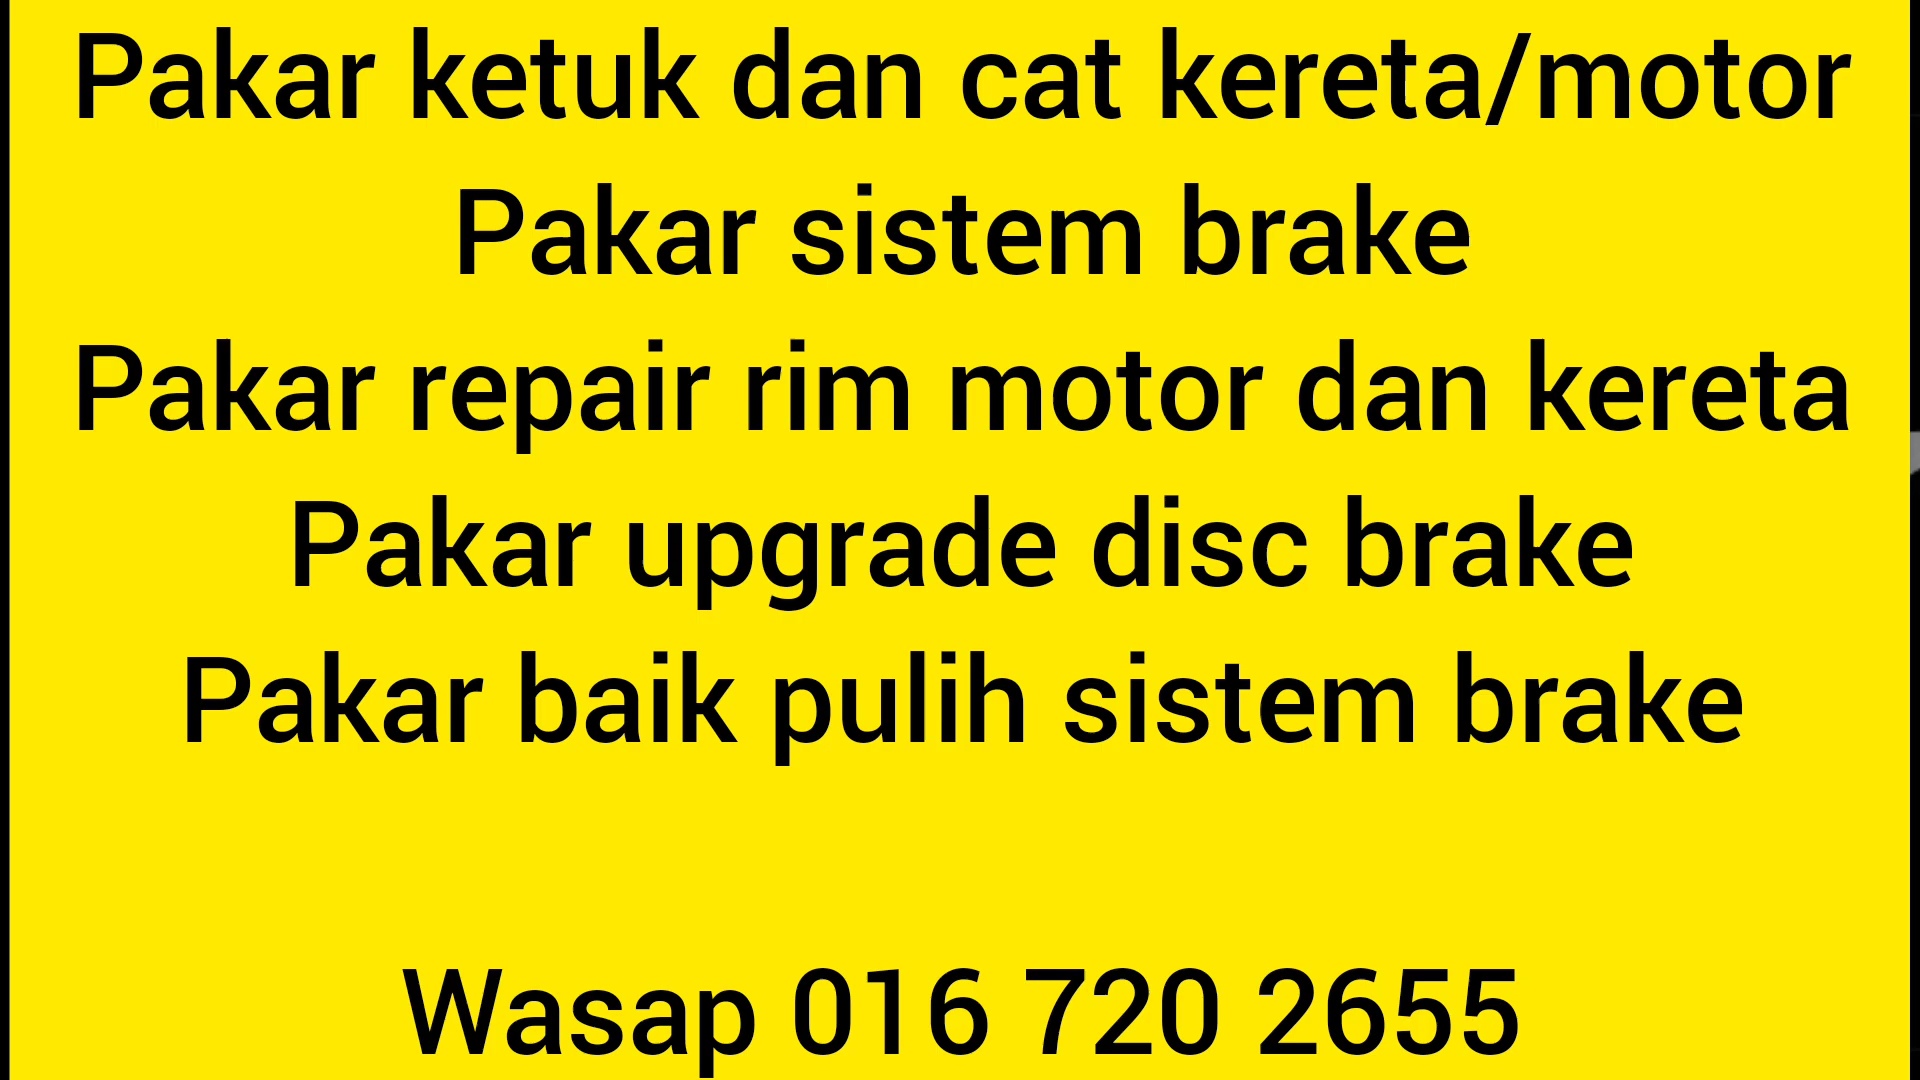 Pakar ketuk dan cat kereta/motor
Pakar sistem brake
Pakar repair rim motor dan kereta
Pakar upgrade disc brake
Pakar baik pulih sistem brake
Wasap 016 720 2655